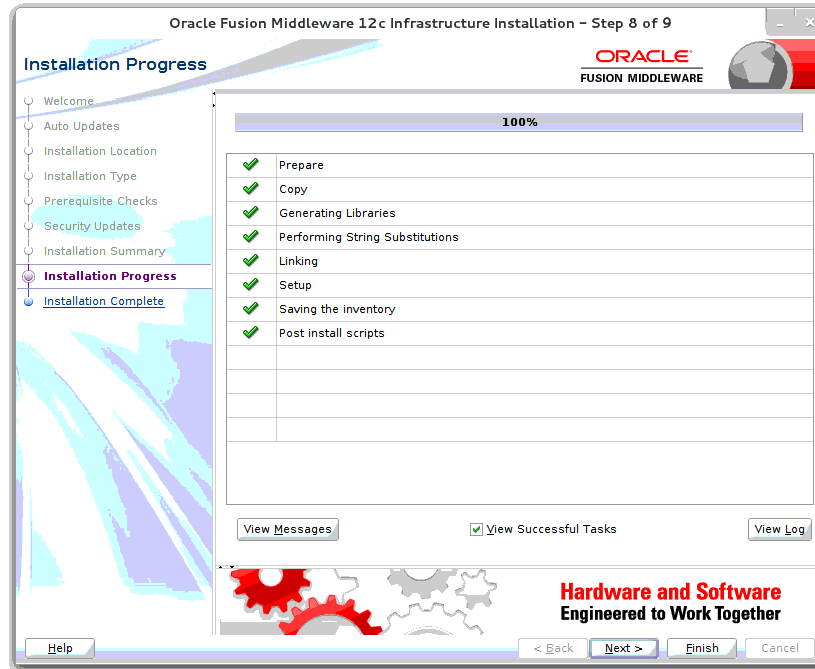 Oracle Fusion Middleware 12c Infrastructure Installation – Step 8 of 9
Installation Progress
ORACLE®
FUSION MIDDLEWARE
Welcome
Auto Updates
Installation Location
Installation Type
Prerequisite Checks
Security Updates
Installation Summary
Installation Progress
Installation Complete
100%
Prepare
Copy
Generating Libraries
Performing String Substitutions
Linking
Setup
Saving the inventory
Post install scripts
View Messages
View Successful Tasks
View Log
Hardware and Software
Engineered to Work Together
Help
< Back
Next >
Finish
Cancel